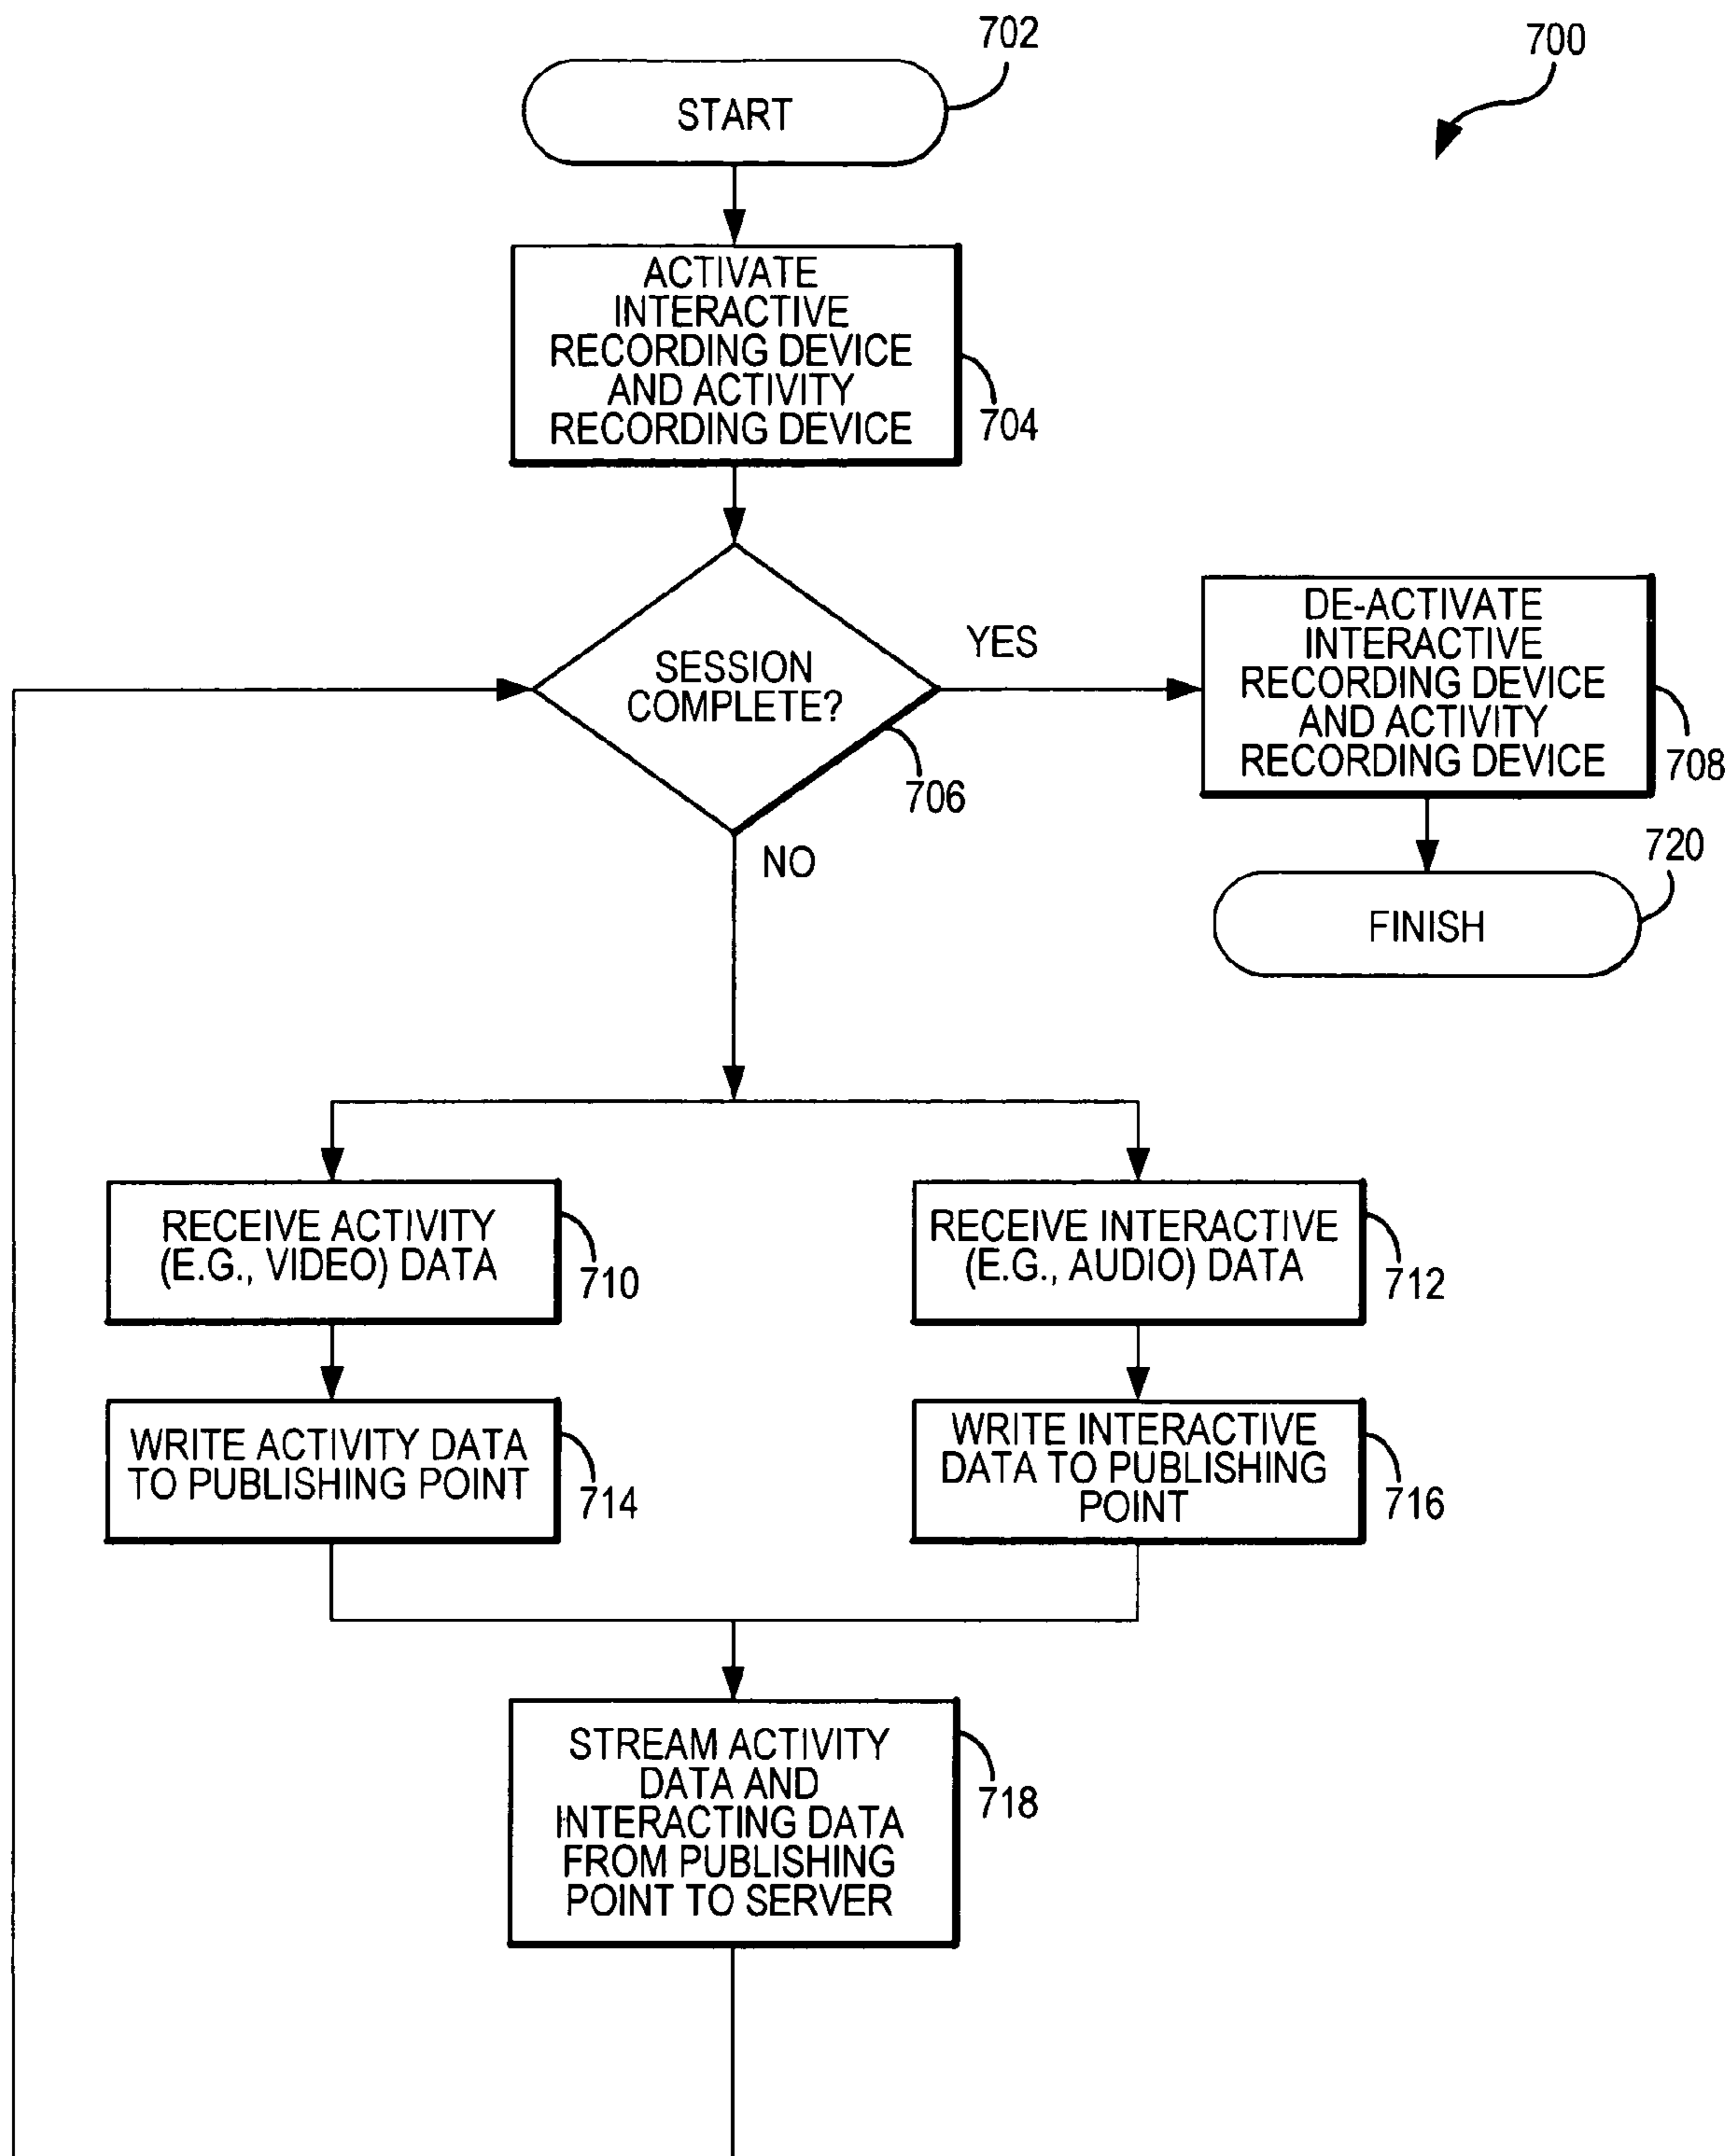 702
700
START
ACTIVATE
INTERACTIVE
RECORDING DEVICE
AND ACTIVITY
RECORDING DEVICE
704
SESSION
COMPLETE?
706
YES
DE-ACTIVATE
INTERACTIVE
RECORDING DEVICE
AND ACTIVITY
RECORDING DEVICE
708
NO
720
FINISH
RECEIVE ACTIVITY
(E.G., VIDEO) DATA
710
RECEIVE INTERACTIVE
(E.G., AUDIO) DATA
712
WRITE ACTIVITY DATA
TO PUBLISHING POINT
714
WRITE INTERACTIVE
DATA TO PUBLISHING
POINT
716
STREAM ACTIVITY
DATA AND
INTERACTING DATA
FROM PUBLISHING
POINT TO SERVER
718